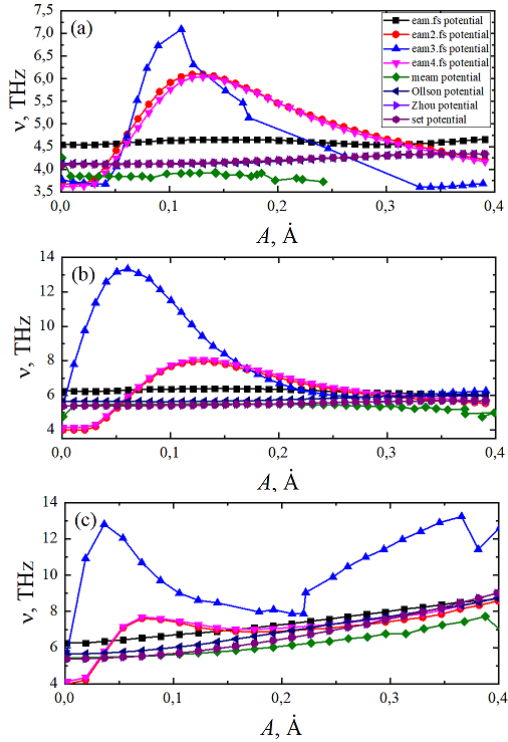 (a)
7,5
7,0
6,5
6,0
5,5
5,0
4,5
4,0
3,5
ν, THz
eam.fs potential
eam2.fs potential
eam3.fs potential
eam4.fs potential
meam potential
Ollson potential
Zhou potential
set potential
0,0 0,1 0,2 0,3 0,4
A, Å
(b)
14
12
10
8
6
4
ν, THz
0,0 0,1 0,2 0,3 0,4
A, Å
(c)
14
12
10
8
6
4
ν, THz
0,0 0,1 0,2 0,3 0,4
A, Å